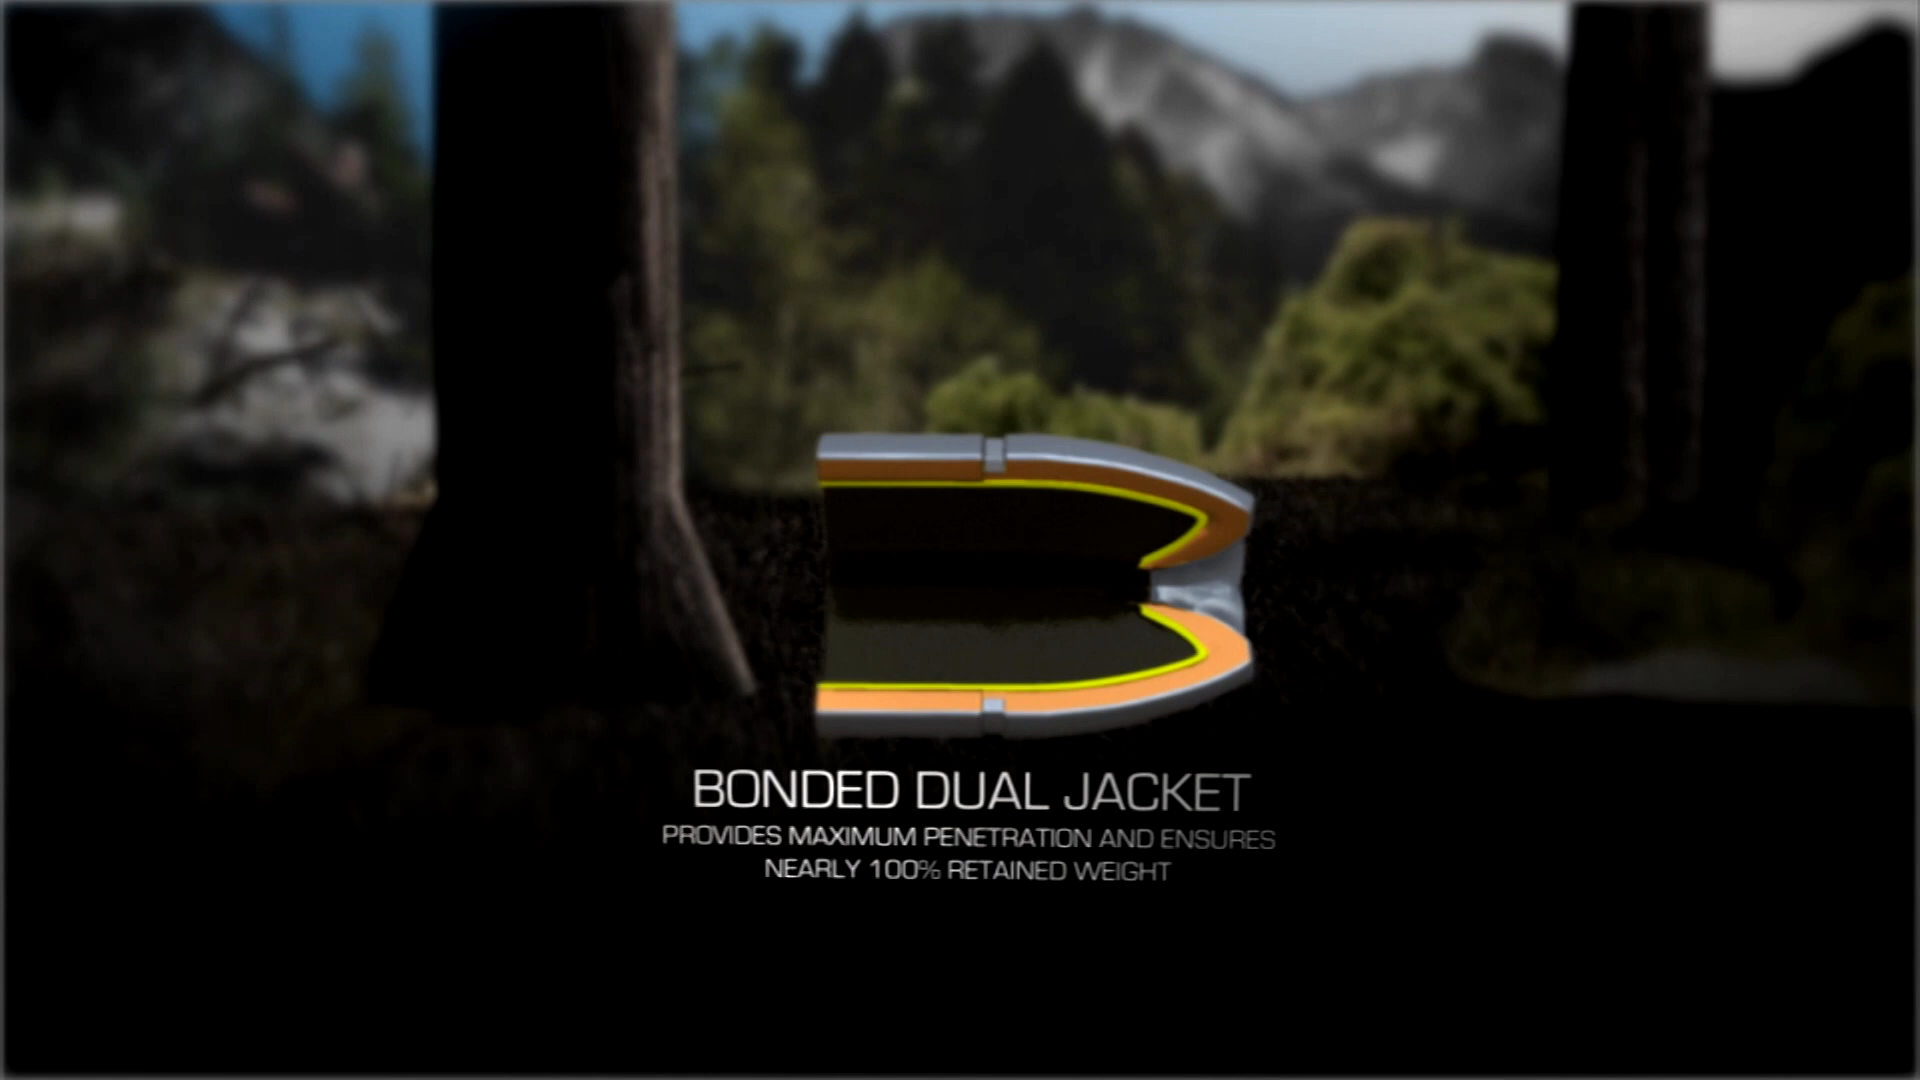 BONDED DUAL JACKET
PROVIDES MAXIMUM PENETRATION AND ENSURES
NEARLY 100% RETAINED WEIGHT